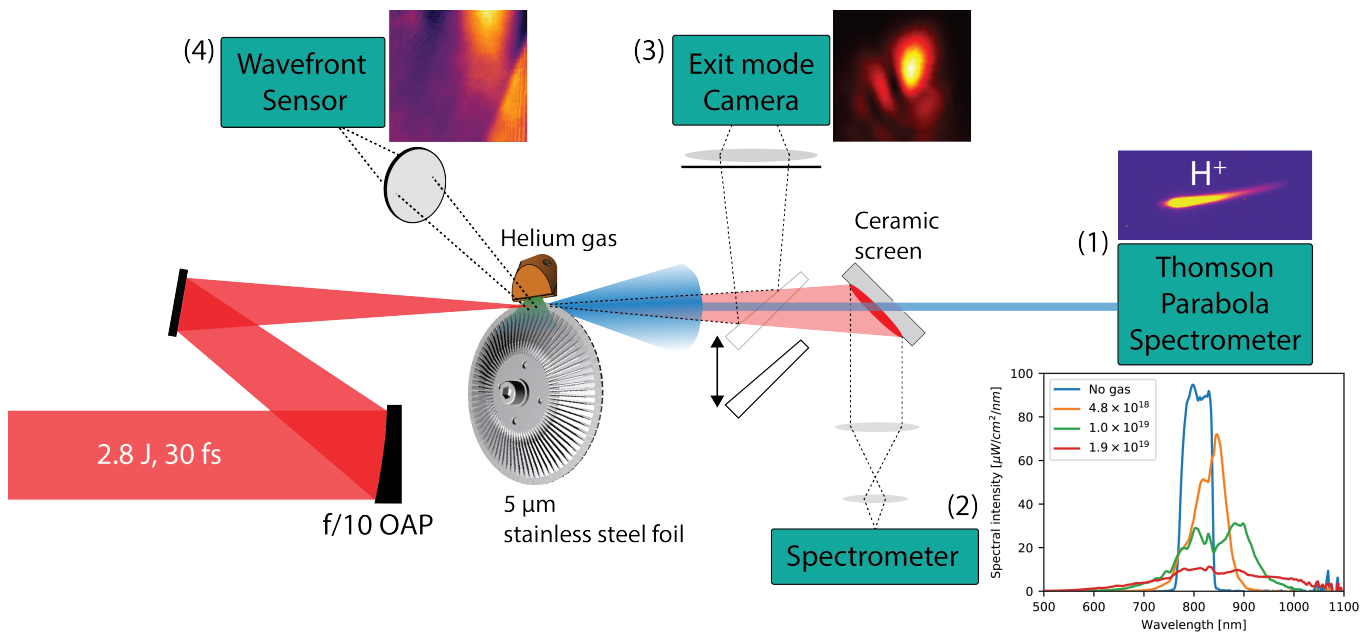 (4)
Wavefront
Sensor
(3)
Exit mode
Camera
H⁺
(1)
Thomson
Parabola
Spectrometer
Ceramic
screen
Helium gas
2.8 J, 30 fs
f/10 OAP
5 µm
stainless steel foil
(2)
Spectrometer
No gas
4.8 × 10¹⁸
1.0 × 10¹⁹
1.9 × 10¹⁹
Spectral intensity [µW/cm²/nm]
100
80
60
40
20
0
500 600 700 800 900 1000 1100
Wavelength [nm]